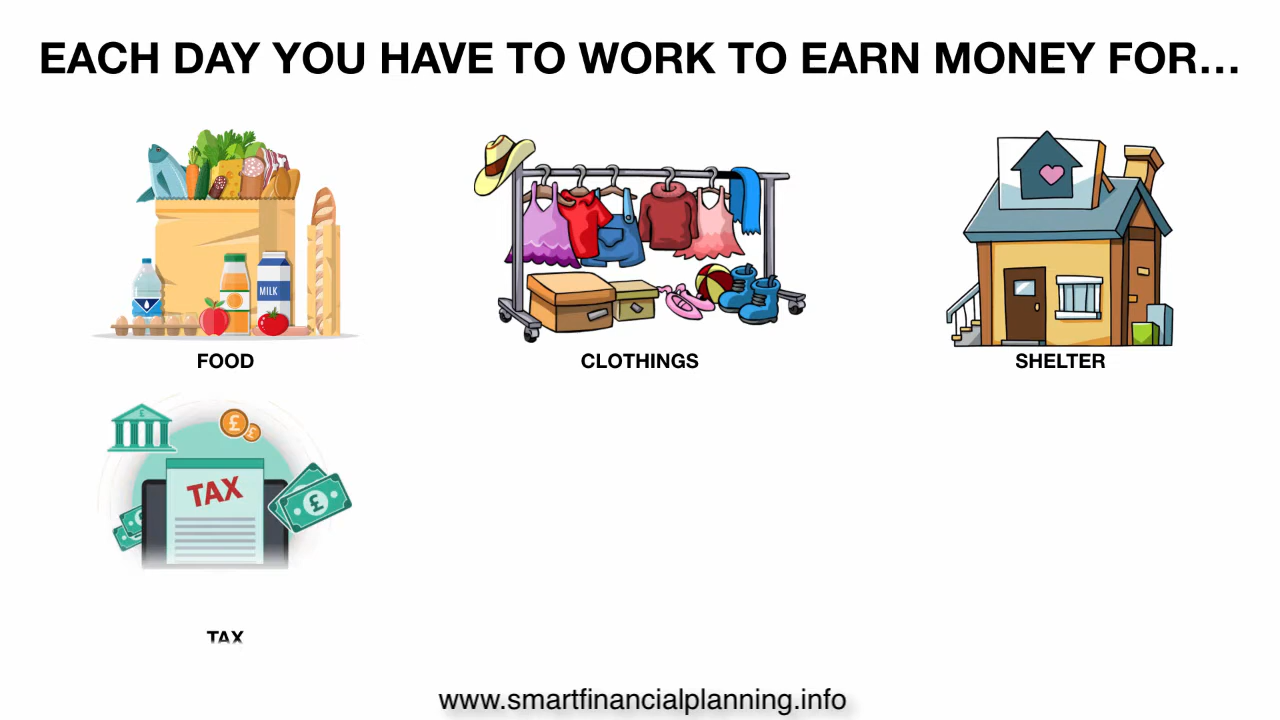 EACH DAY YOU HAVE TO WORK TO EARN MONEY FOR...
MILK
FOOD
CLOTHINGS
SHELTER
£
£
£
TAX
£
TAX
www.smartfinancialplanning.info